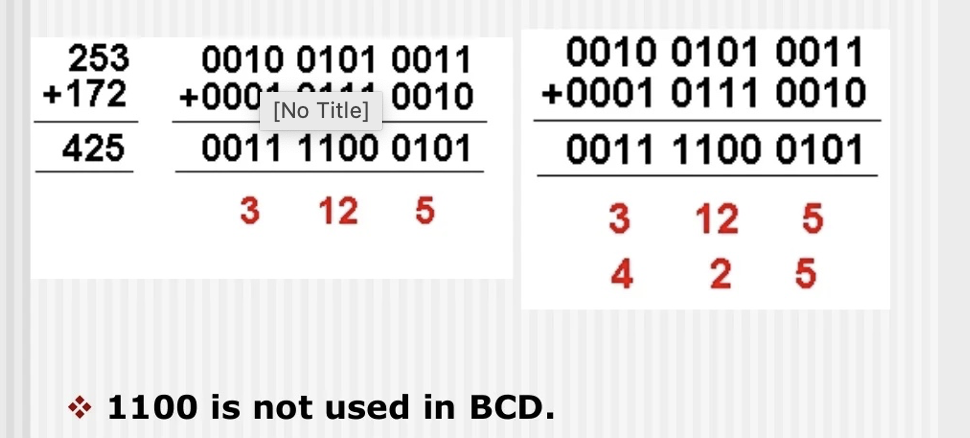 253 0010 0101 0011
+172 +000 0010
425 0011 1100 0101
3 12 5
[No Title]
0010 0101 0011
+0001 0111 0010
0011 1100 0101
3 12 5
4 2 5
❖ 1100 is not used in BCD.